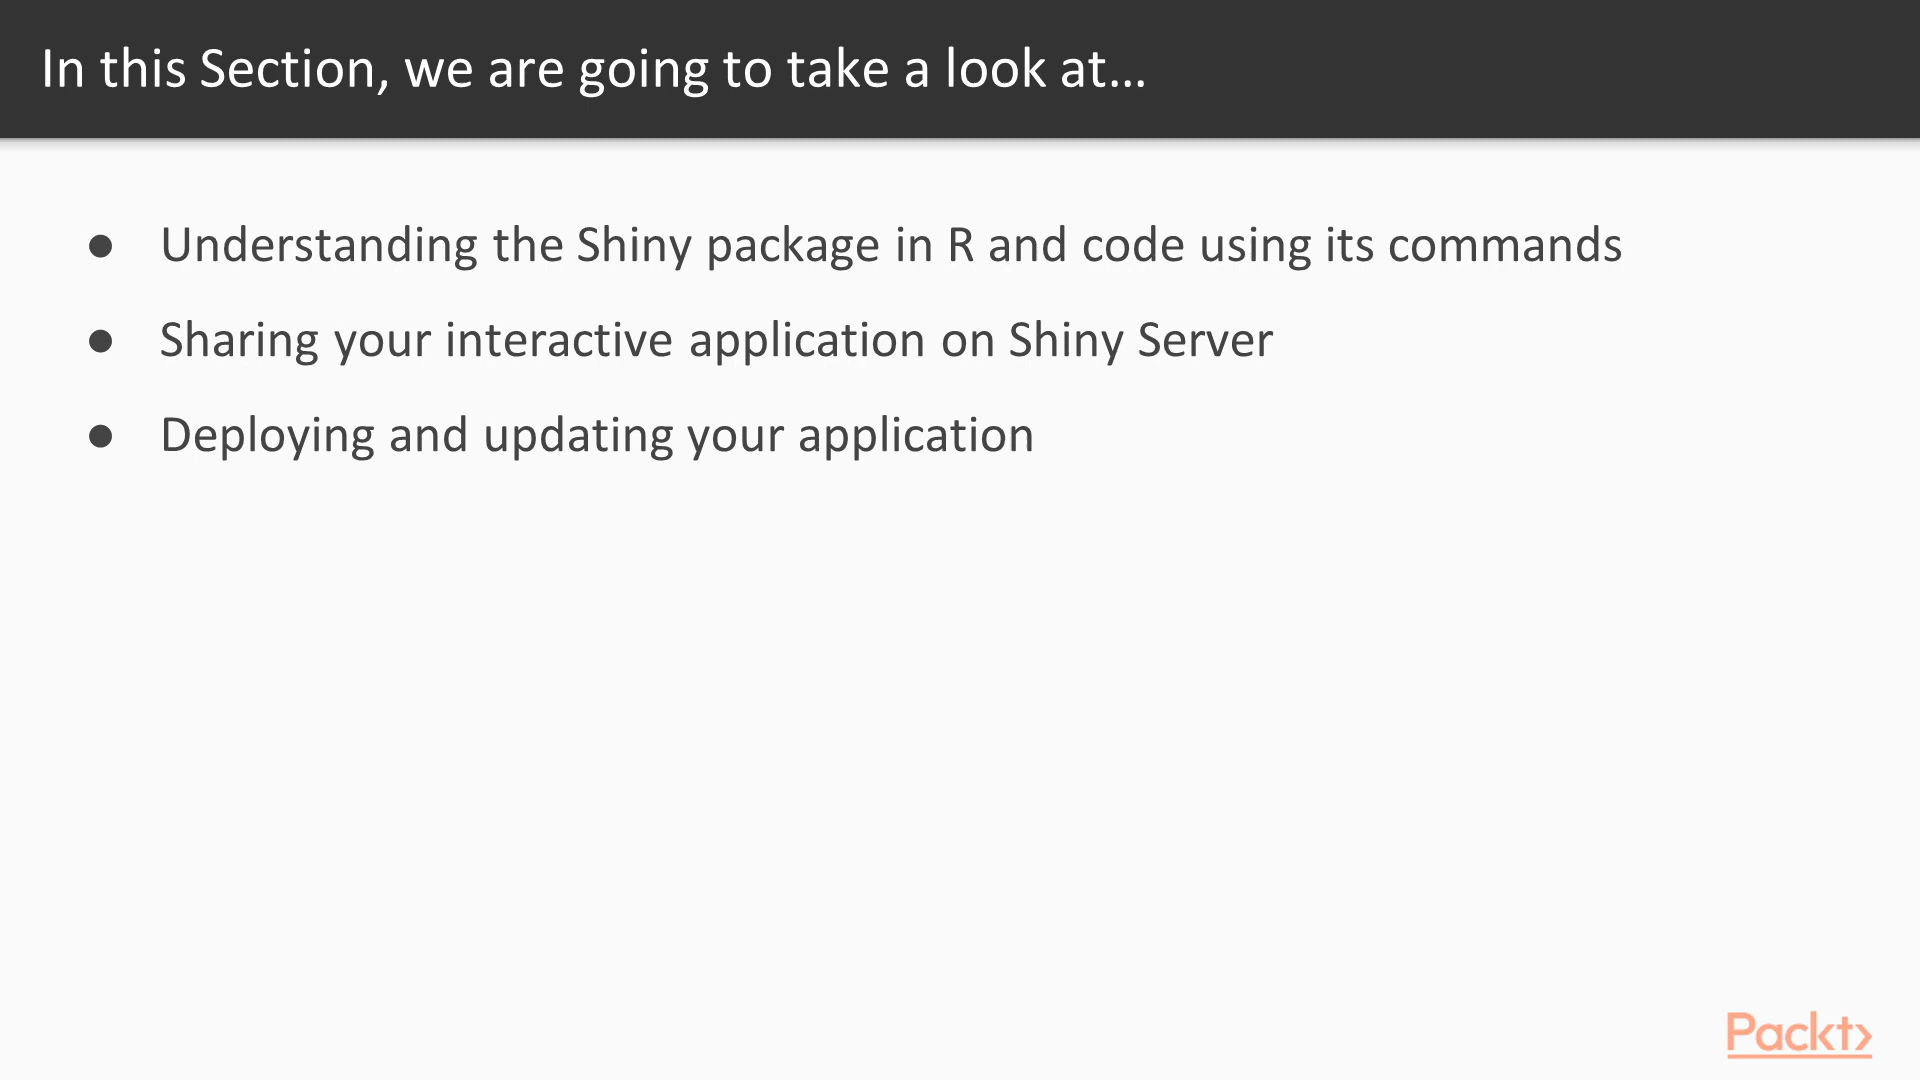 In this Section, we are going to take a look at...
● Understanding the Shiny package in R and code using its commands
● Sharing your interactive application on Shiny Server
● Deploying and updating your application
Packt>